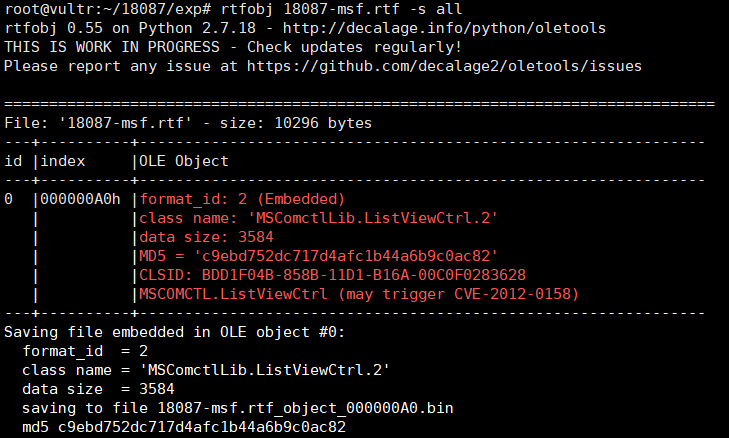 root@vultr:~/18087/exp# rtfobj 18087-msf.rtf -s all
rtfobj 0.55 on Python 2.7.18 - http://decalage.info/python/oletools
THIS IS WORK IN PROGRESS - Check updates regularly!
Please report any issue at https://github.com/decalage2/oletools/issues

===============================================================================
File: '18087-msf.rtf' - size: 10296 bytes
---+----------+---------------------------------------------------------------
id |index     |OLE Object
---+----------+---------------------------------------------------------------
0  |000000A0h |format_id: 2 (Embedded)
   |          |class name: 'MSComctlLib.ListViewCtrl.2'
   |          |data size: 3584
   |          |MD5 = 'c9ebd752dc717d4afc1b44a6b9c0ac82'
   |          |CLSID: BDD1F04B-858B-11D1-B16A-00C0F0283628
   |          |MSCOMCTL.ListViewCtrl (may trigger CVE-2012-0158)
---+----------+---------------------------------------------------------------
Saving file embedded in OLE object #0:
  format_id  = 2
  class name = 'MSComctlLib.ListViewCtrl.2'
  data size  = 3584
  saving to file 18087-msf.rtf_object_000000A0.bin
  md5 c9ebd752dc717d4afc1b44a6b9c0ac82